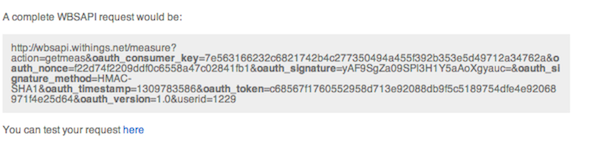 A complete WBSAPI request would be:
http://wbsapi.withings.net/measure?
action=getmeas&oauth_consumer_key=7e563166232c6821742b4c277350494a455f392b353e5d49712a34762a&o
auth_nonce=f22d74f2209ddf0c6558a47c02841fb1&oauth_signature=yAF9SgZa09SPl3H1Y5aAoXgyauc=&oauth_si
gnature_method=HMAC-
SHA1&oauth_timestamp=1309783586&oauth_token=c68567f1760552958d713e92088db9f5c5189754dfe4e92068
971f4e25d64&oauth_version=1.0&userid=1229
You can test your request here